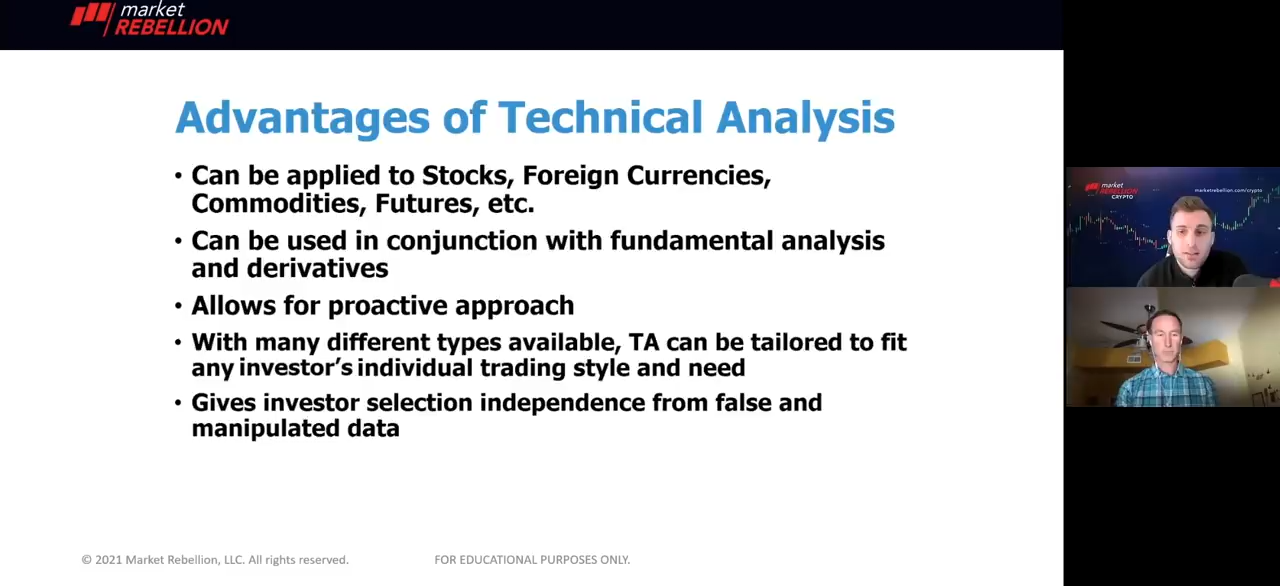 market
REBELLION
Advantages of Technical Analysis
• Can be applied to Stocks, Foreign Currencies,
Commodities, Futures, etc.
• Can be used in conjunction with fundamental analysis
and derivatives
• Allows for proactive approach
• With many different types available, TA can be tailored to fit
any investor’s individual trading style and need
• Gives investor selection independence from false and
manipulated data
© 2021 Market Rebellion, LLC. All rights reserved.
FOR EDUCATIONAL PURPOSES ONLY.
market
REBELLION
CRYPTO
marketrebellion.com/crypto